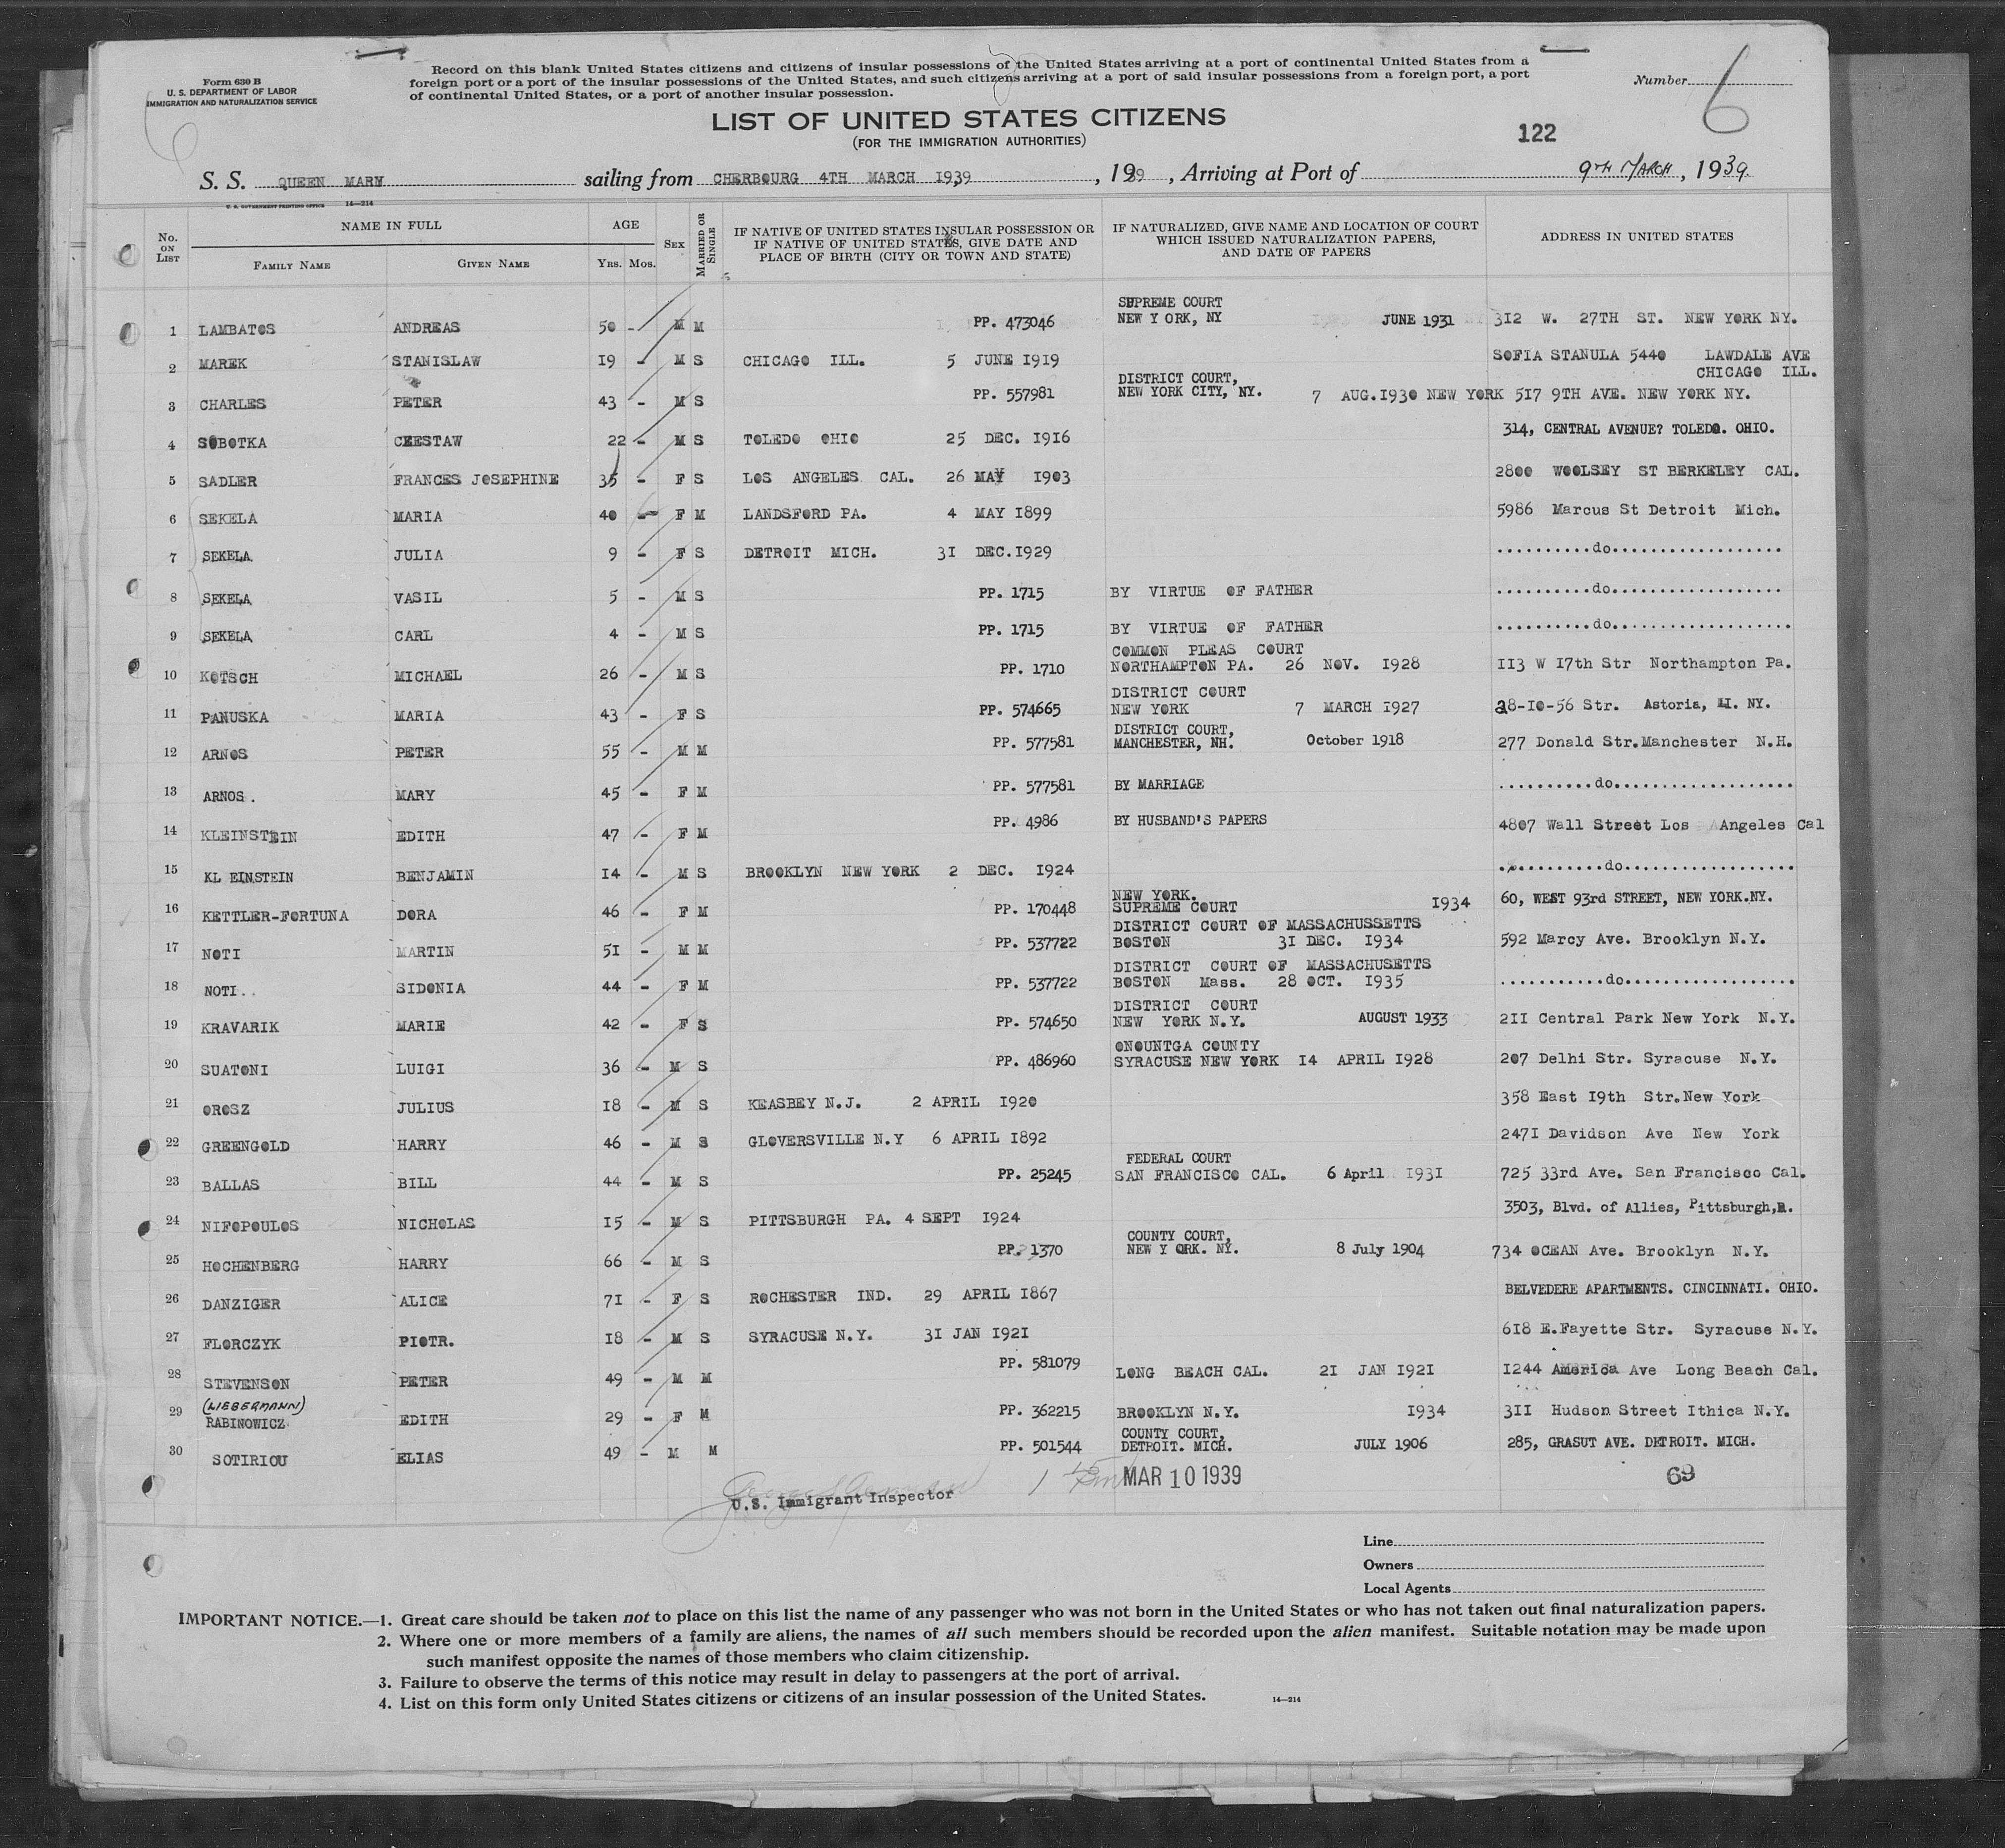 Form 630 B
U. S. DEPARTMENT OF LABOR
IMMIGRATION AND NATURALIZATION SERVICE
Record on this blank United States citizens and citizens of insular possessions of the United States arriving at a port of continental United States from a
foreign port or a port of the insular possessions of the United States, and such citizens arriving at a port of said insular possessions from a foreign port, a port
of continental United States, or a port of another insular possession.
Number 6
6
LIST OF UNITED STATES CITIZENS
(FOR THE IMMIGRATION AUTHORITIES)
122
S. S. QUEEN MARY sailing from CHERBOURG 4TH MARCH 1939, 1939, Arriving at Port of 9TH MARCH, 1939.
U. S. GOVERNMENT PRINTING OFFICE 14—214
No. ON LIST
NAME IN FULL
FAMILY NAME
GIVEN NAME
AGE
YRS. MOS.
SEX
MARRIED OR SINGLE
IF NATIVE OF UNITED STATES INSULAR POSSESSION OR
IF NATIVE OF UNITED STATES, GIVE DATE AND
PLACE OF BIRTH (CITY OR TOWN AND STATE)
IF NATURALIZED, GIVE NAME AND LOCATION OF COURT
WHICH ISSUED NATURALIZATION PAPERS,
AND DATE OF PAPERS
ADDRESS IN UNITED STATES
1 LAMBATOS ANDREAS 50 - M M PP. 473046 SUPREME COURT NEW Y ORK, NY JUNE 1931 312 W. 27TH ST. NEW YORK NY.
2 MAREK STANISLAW 19 - M S CHICAGO ILL. 5 JUNE 1919 SOFIA STANULA 5440 LAWDALE AVE CHICAGO ILL.
3 CHARLES PETER 43 - M S PP. 557981 DISTRICT COURT, NEW YORK CITY, NY. 7 AUG.1930 NEW YORK 517 9TH AVE. NEW YORK NY.
4 SOBOTKA CZESTAW 22 - M S TOLEDO OHIO 25 DEC. 1916 314, CENTRAL AVENUE? TOLEDO. OHIO.
5 SADLER FRANCES JOSEPHINE 35 - F S LOS ANGELES CAL. 26 MAY 1903 2800 WOOLSEY ST BERKELEY CAL.
6 SEKELA MARIA 40 - F M LANDSFORD PA. 4 MAY 1899 5986 Marcus St Detroit Mich.
7 SEKELA JULIA 9 - F S DETROIT MICH. 31 DEC.1929 ..........do..................
8 SEKELA VASIL 5 - M S PP. 1715 BY VIRTUE OF FATHER ..........do..................
9 SEKELA CARL 4 - M S PP. 1715 BY VIRTUE OF FATHER ..........do..................
10 KOTSCH MICHAEL 26 - M S PP. 1710 COMMON PLEAS COURT NORTHAMPTON PA. 26 NOV. 1928 113 W 17th Str Northampton Pa.
11 PANUSKA MARIA 43 - F S PP. 574665 DISTRICT COURT NEW YORK 7 MARCH 1927 28-10-56 Str. Astoria, LI. NY.
12 ARNOS PETER 55 - M M PP. 577581 DISTRICT COURT, MANCHESTER, NH. October 1918 277 Donald Str.Manchester N.H.
13 ARNOS. MARY 45 - F M PP. 577581 BY MARRIAGE ..........do..................
14 KLEINSTEIN EDITH 47 - F M PP. 4986 BY HUSBAND'S PAPERS 4807 Wall Street Los Angeles Cal
15 KL EINSTEIN BENJAMIN 14 - M S BROOKLYN NEW YORK 2 DEC. 1924 ..........do..................
16 KETTLER-FORTUNA DORA 46 - F M PP. 170448 NEW YORK. SUPREME COURT 1934 60, WEST 93rd STREET, NEW YORK.NY.
17 NOTI MARTIN 51 - M M PP. 537722 DISTRICT COURT OF MASSACHUSSETTS BOSTON 31 DEC. 1934 592 Marcy Ave. Brooklyn N.Y.
18 NOTI.. SIDONIA 44 - F M PP. 537722 DISTRICT COURT OF MASSACHUSETTS BOSTON Mass. 28 OCT. 1935 ..........do..................
19 KRAVARIK MARIE 42 - F S PP. 574650 DISTRICT COURT NEW YORK N.Y. AUGUST 1933 211 Central Park New York N.Y.
20 SUATONI LUIGI 36 - M S PP. 486960 ONOUNTGA COUNTY SYRACUSE NEW YORK 14 APRIL 1928 207 Delhi Str. Syracuse N.Y.
21 OROSZ JULIUS 18 - M S KEASBEY N.J. 2 APRIL 1920 358 East 19th Str.New York
22 GREENGOLD HARRY 46 - M S GLOVERSVILLE N.Y 6 APRIL 1892 2471 Davidson Ave New York
23 BALLAS BILL 44 - M S PP. 25245 FEDERAL COURT SAN FRANCISCO CAL. 6 April 1931 725 33rd Ave. San Francisco Cal.
24 NIFOPOULOS NICHOLAS 15 - M S PITTSBURGH PA. 4 SEPT 1924 3503, Blvd. of Allies, Pittsburgh,
25 HOCHENBERG HARRY 66 - M S PP. 1370 COUNTY COURT, NEW Y ORK. NY. 8 July 1904 734 OCEAN Ave. Brooklyn N.Y.
26 DANZIGER ALICE 71 - F S ROCHESTER IND. 29 APRIL 1867 BELVEDERE APARTMENTS. CINCINNATI. OHIO.
27 FLORCZYK PIOTR. 18 - M S SYRACUSE N.Y. 31 JAN 1921 618 E.Fayette Str. Syracuse N.Y.
28 STEVENSON PETER 49 - M M PP. 581079 LONG BEACH CAL. 21 JAN 1921 1244 America Ave Long Beach Cal.
29 (LIEBERMANN) RABINOWICZ EDITH 29 - F M PP. 362215 BROOKLYN N.Y. 1934 311 Hudson Street Ithica N.Y.
30 SOTIRIOU ELIAS 49 - M M PP. 501544 COUNTY COURT, DETROIT. MICH. JULY 1906 285, GRASUT AVE. DETROIT. MICH.
MAR 10 1939
69
U.S. Immigrant Inspector
Line
Owners
Local Agents
IMPORTANT NOTICE.—1. Great care should be taken not to place on this list the name of any passenger who was not born in the United States or who has not taken out final naturalization papers.
2. Where one or more members of a family are aliens, the names of all such members should be recorded upon the alien manifest. Suitable notation may be made upon
such manifest opposite the names of those members who claim citizenship.
3. Failure to observe the terms of this notice may result in delay to passengers at the port of arrival.
4. List on this form only United States citizens or citizens of an insular possession of the United States.
14—214